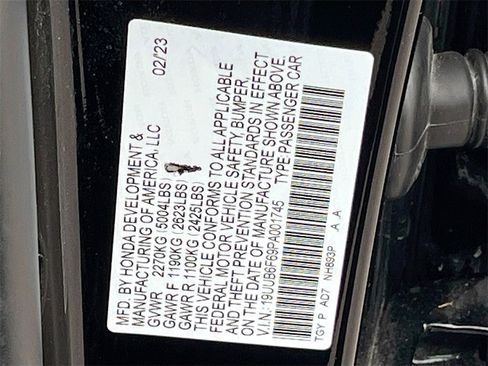 MFD. BY HONDA DEVELOPMENT &
MANUFACTURING OF AMERICA, LLC 02/23
GVWR 2270KG(5004LBS)
GAWR F 1190KG(2623LBS)
GAWR R 1100KG(2425LBS)
THIS VEHICLE CONFORMS TO ALL APPLICABLE
FEDERAL MOTOR VEHICLE SAFETY, BUMPER,
AND THEFT PREVENTION STANDARDS IN EFFECT
ON THE DATE OF MANUFACTURE SHOWN ABOVE.
V.I.N.: 19UUB6F69PA001745 TYPE:PASSENGER CAR
TGY P AD7 NH893P A A